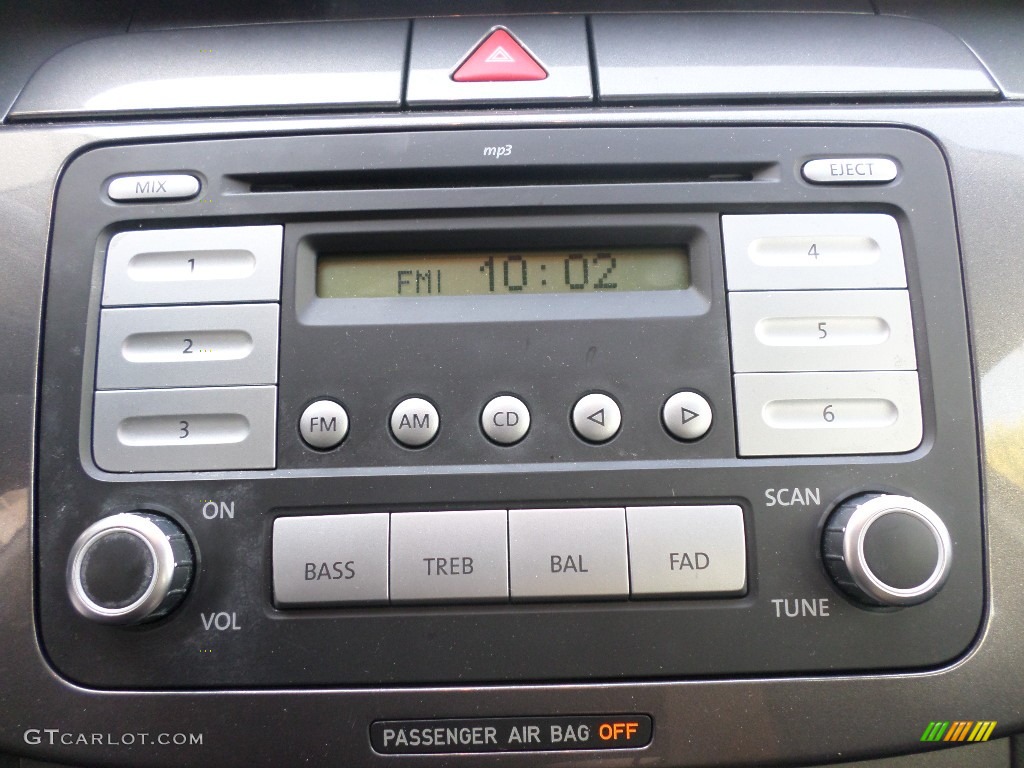 mp3
MIX
EJECT
1
4
FM1 10:02
2
5
3
6
FM AM CD
ON
SCAN
BASS TREB BAL FAD
VOL
TUNE
PASSENGER AIR BAG OFF
GTCARLOT.COM